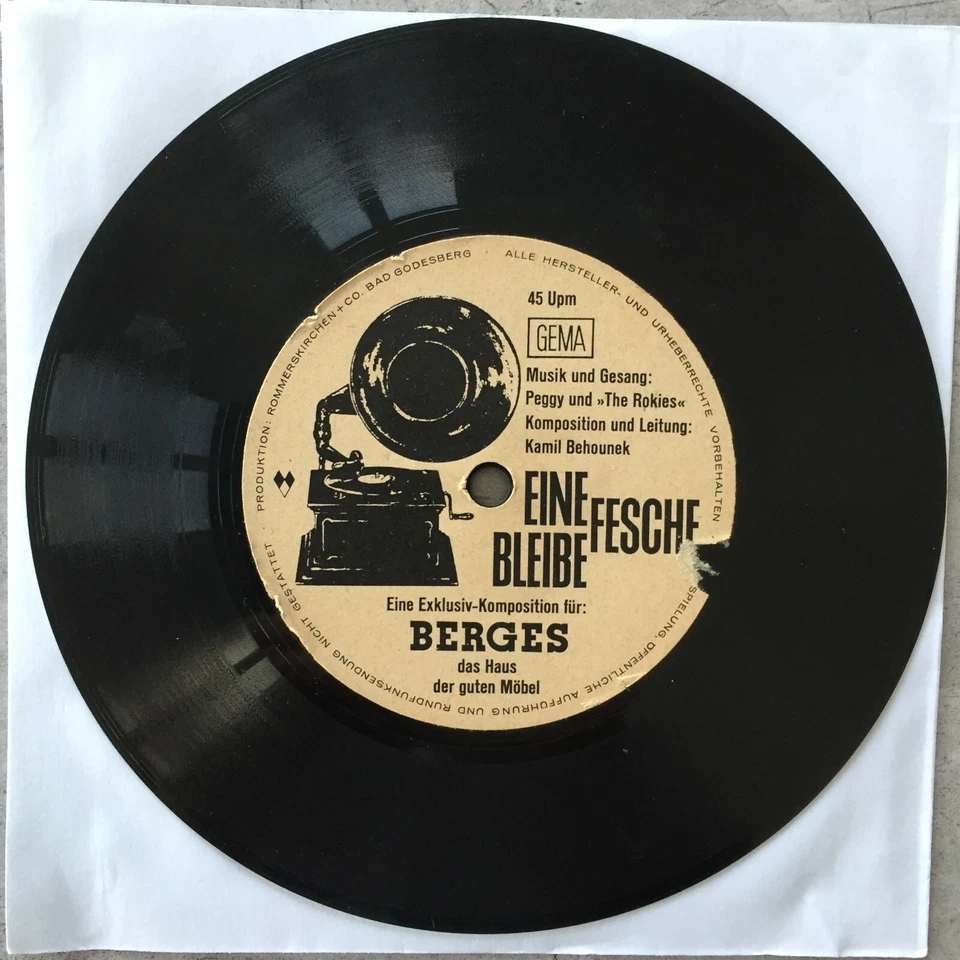 PRODUKTION: ROMMERSKIRCHEN + CO. BAD GODESBERG · ALLE HERSTELLER- UND URHEBERRECHTE VORBEHALTEN
45 Upm
GEMA
Musik und Gesang:
Peggy und »The Rokies«
Komposition und Leitung:
Kamil Behounek
EINE FESCHE
BLEIBE
Eine Exklusiv-Komposition für:
BERGES
das Haus
der guten Möbel
SPIELUNG, ÖFFENTLICHE AUFFÜHRUNG UND RUNDFUNKSENDUNG NICHT GESTATTET